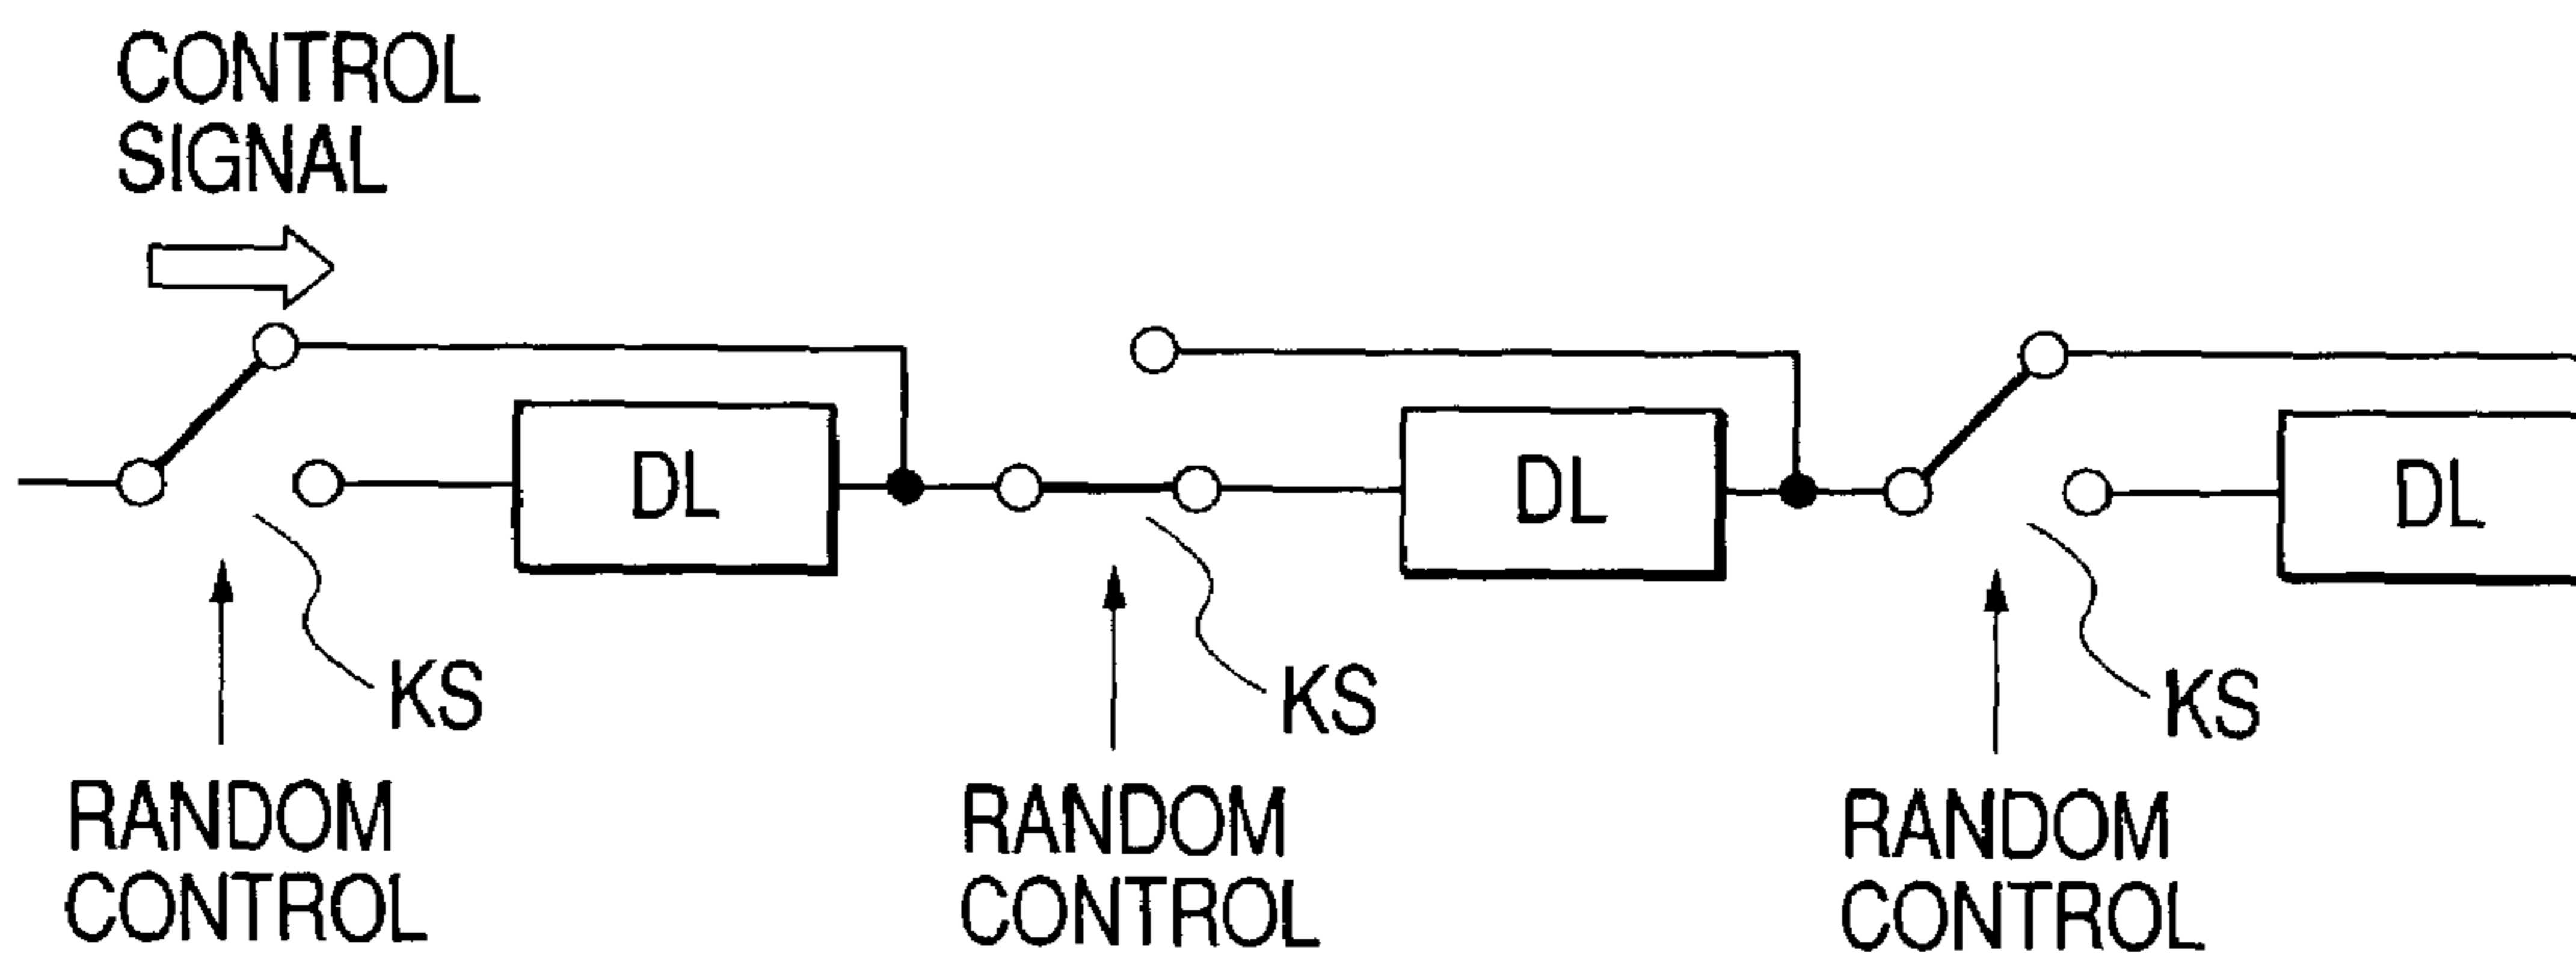 CONTROL
SIGNAL
DL
DL
DL
KS
KS
KS
RANDOM
CONTROL
RANDOM
CONTROL
RANDOM
CONTROL